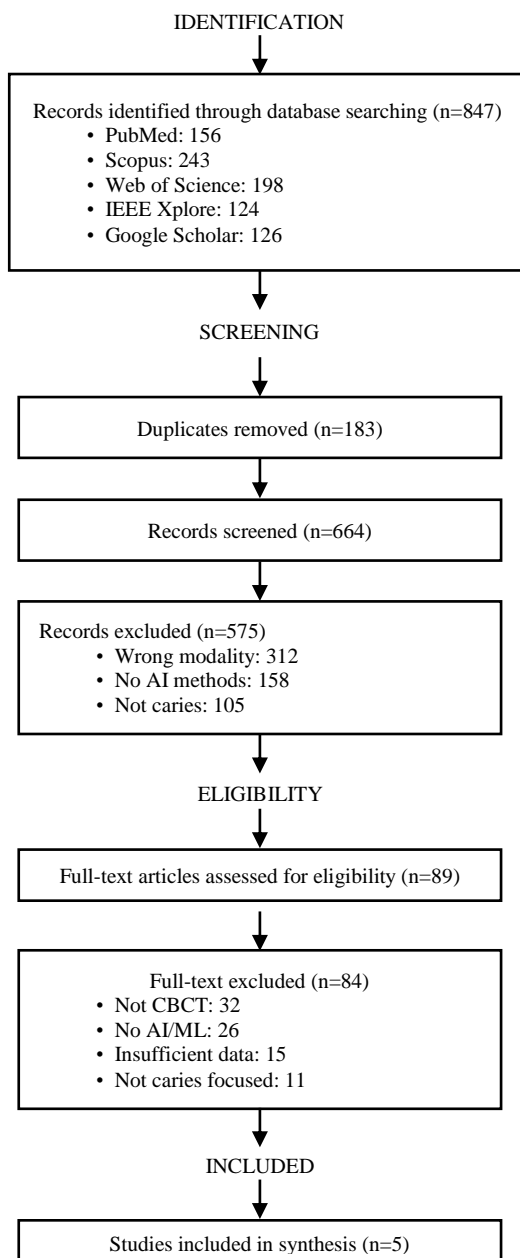 IDENTIFICATION
Records identified through database searching (n=847)
• PubMed: 156
• Scopus: 243
• Web of Science: 198
• IEEE Xplore: 124
• Google Scholar: 126
SCREENING
Duplicates removed (n=183)
Records screened (n=664)
Records excluded (n=575)
• Wrong modality: 312
• No AI methods: 158
• Not caries: 105
ELIGIBILITY
Full-text articles assessed for eligibility (n=89)
Full-text excluded (n=84)
• Not CBCT: 32
• No AI/ML: 26
• Insufficient data: 15
• Not caries focused: 11
INCLUDED
Studies included in synthesis (n=5)